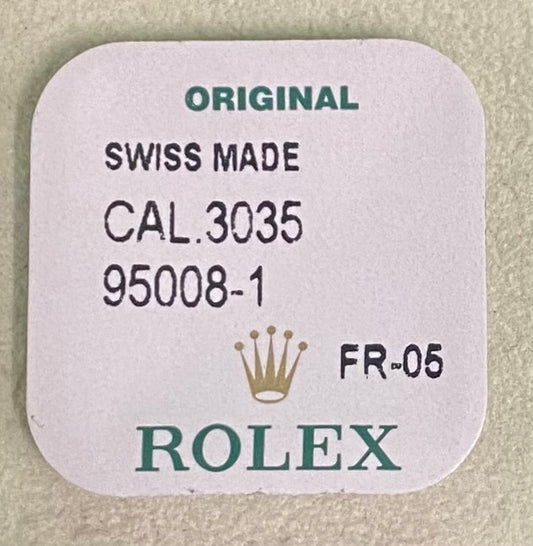 ORIGINAL
SWISS MADE
CAL.3035
95008-1
FR-05
ROLEX